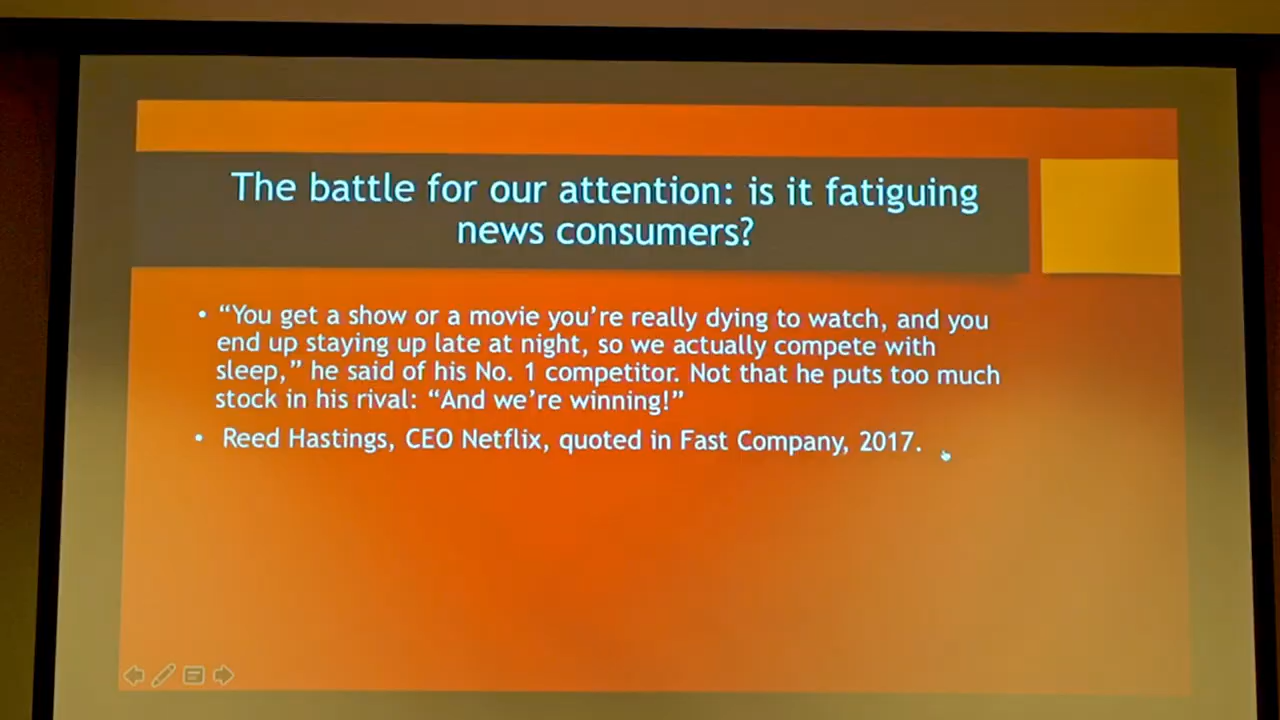 The battle for our attention: is it fatiguing
news consumers?
• “You get a show or a movie you’re really dying to watch, and you
end up staying up late at night, so we actually compete with
sleep,” he said of his No. 1 competitor. Not that he puts too much
stock in his rival: “And we’re winning!”
• Reed Hastings, CEO Netflix, quoted in Fast Company, 2017.